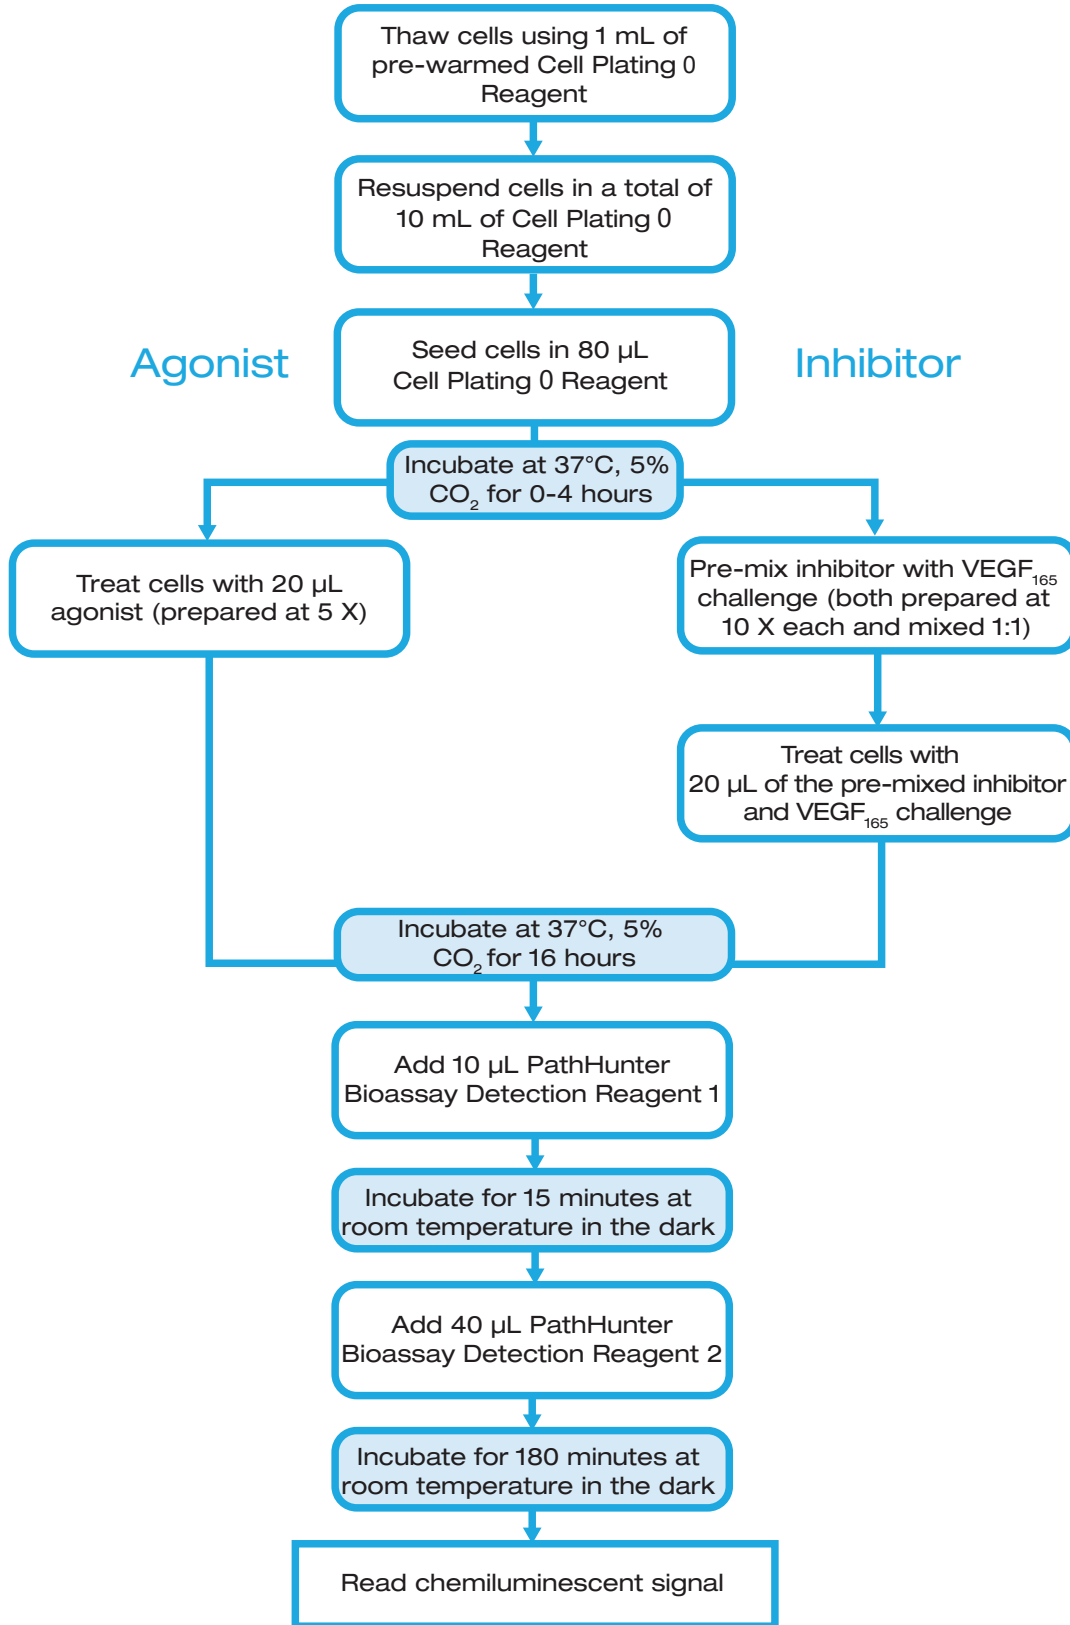 Thaw cells using 1 mL of
pre-warmed Cell Plating 0
Reagent
Resuspend cells in a total of
10 mL of Cell Plating 0
Reagent
Agonist
Seed cells in 80 µL
Cell Plating 0 Reagent
Inhibitor
Incubate at 37°C, 5%
CO₂ for 0-4 hours
Treat cells with 20 µL
agonist (prepared at 5 X)
Pre-mix inhibitor with VEGF₁₆₅
challenge (both prepared at
10 X each and mixed 1:1)
Treat cells with
20 µL of the pre-mixed inhibitor
and VEGF₁₆₅ challenge
Incubate at 37°C, 5%
CO₂ for 16 hours
Add 10 µL PathHunter
Bioassay Detection Reagent 1
Incubate for 15 minutes at
room temperature in the dark
Add 40 µL PathHunter
Bioassay Detection Reagent 2
Incubate for 180 minutes at
room temperature in the dark
Read chemiluminescent signal